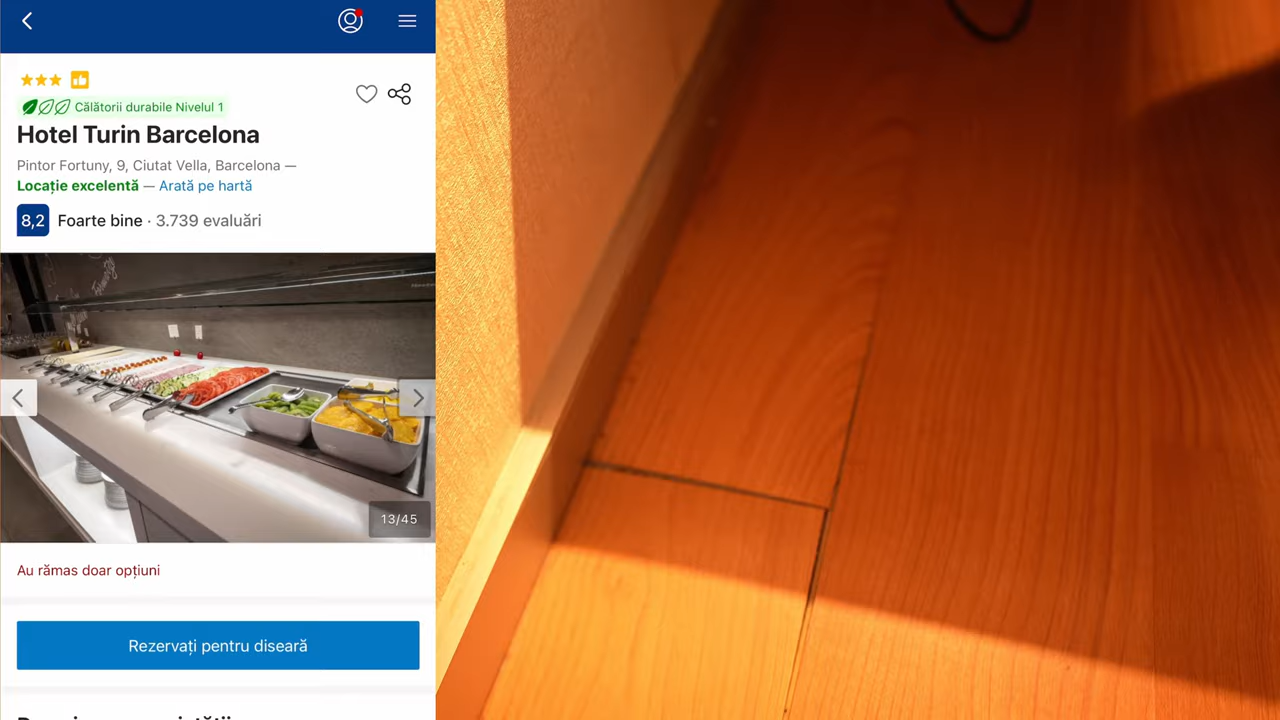 Călătorii durabile Nivelul 1
Hotel Turin Barcelona
Pintor Fortuny, 9, Ciutat Vella, Barcelona —
Locație excelentă — Arată pe hartă
8,2 Foarte bine · 3.739 evaluări
13/45
Au rămas doar opțiuni
Rezervați pentru diseară